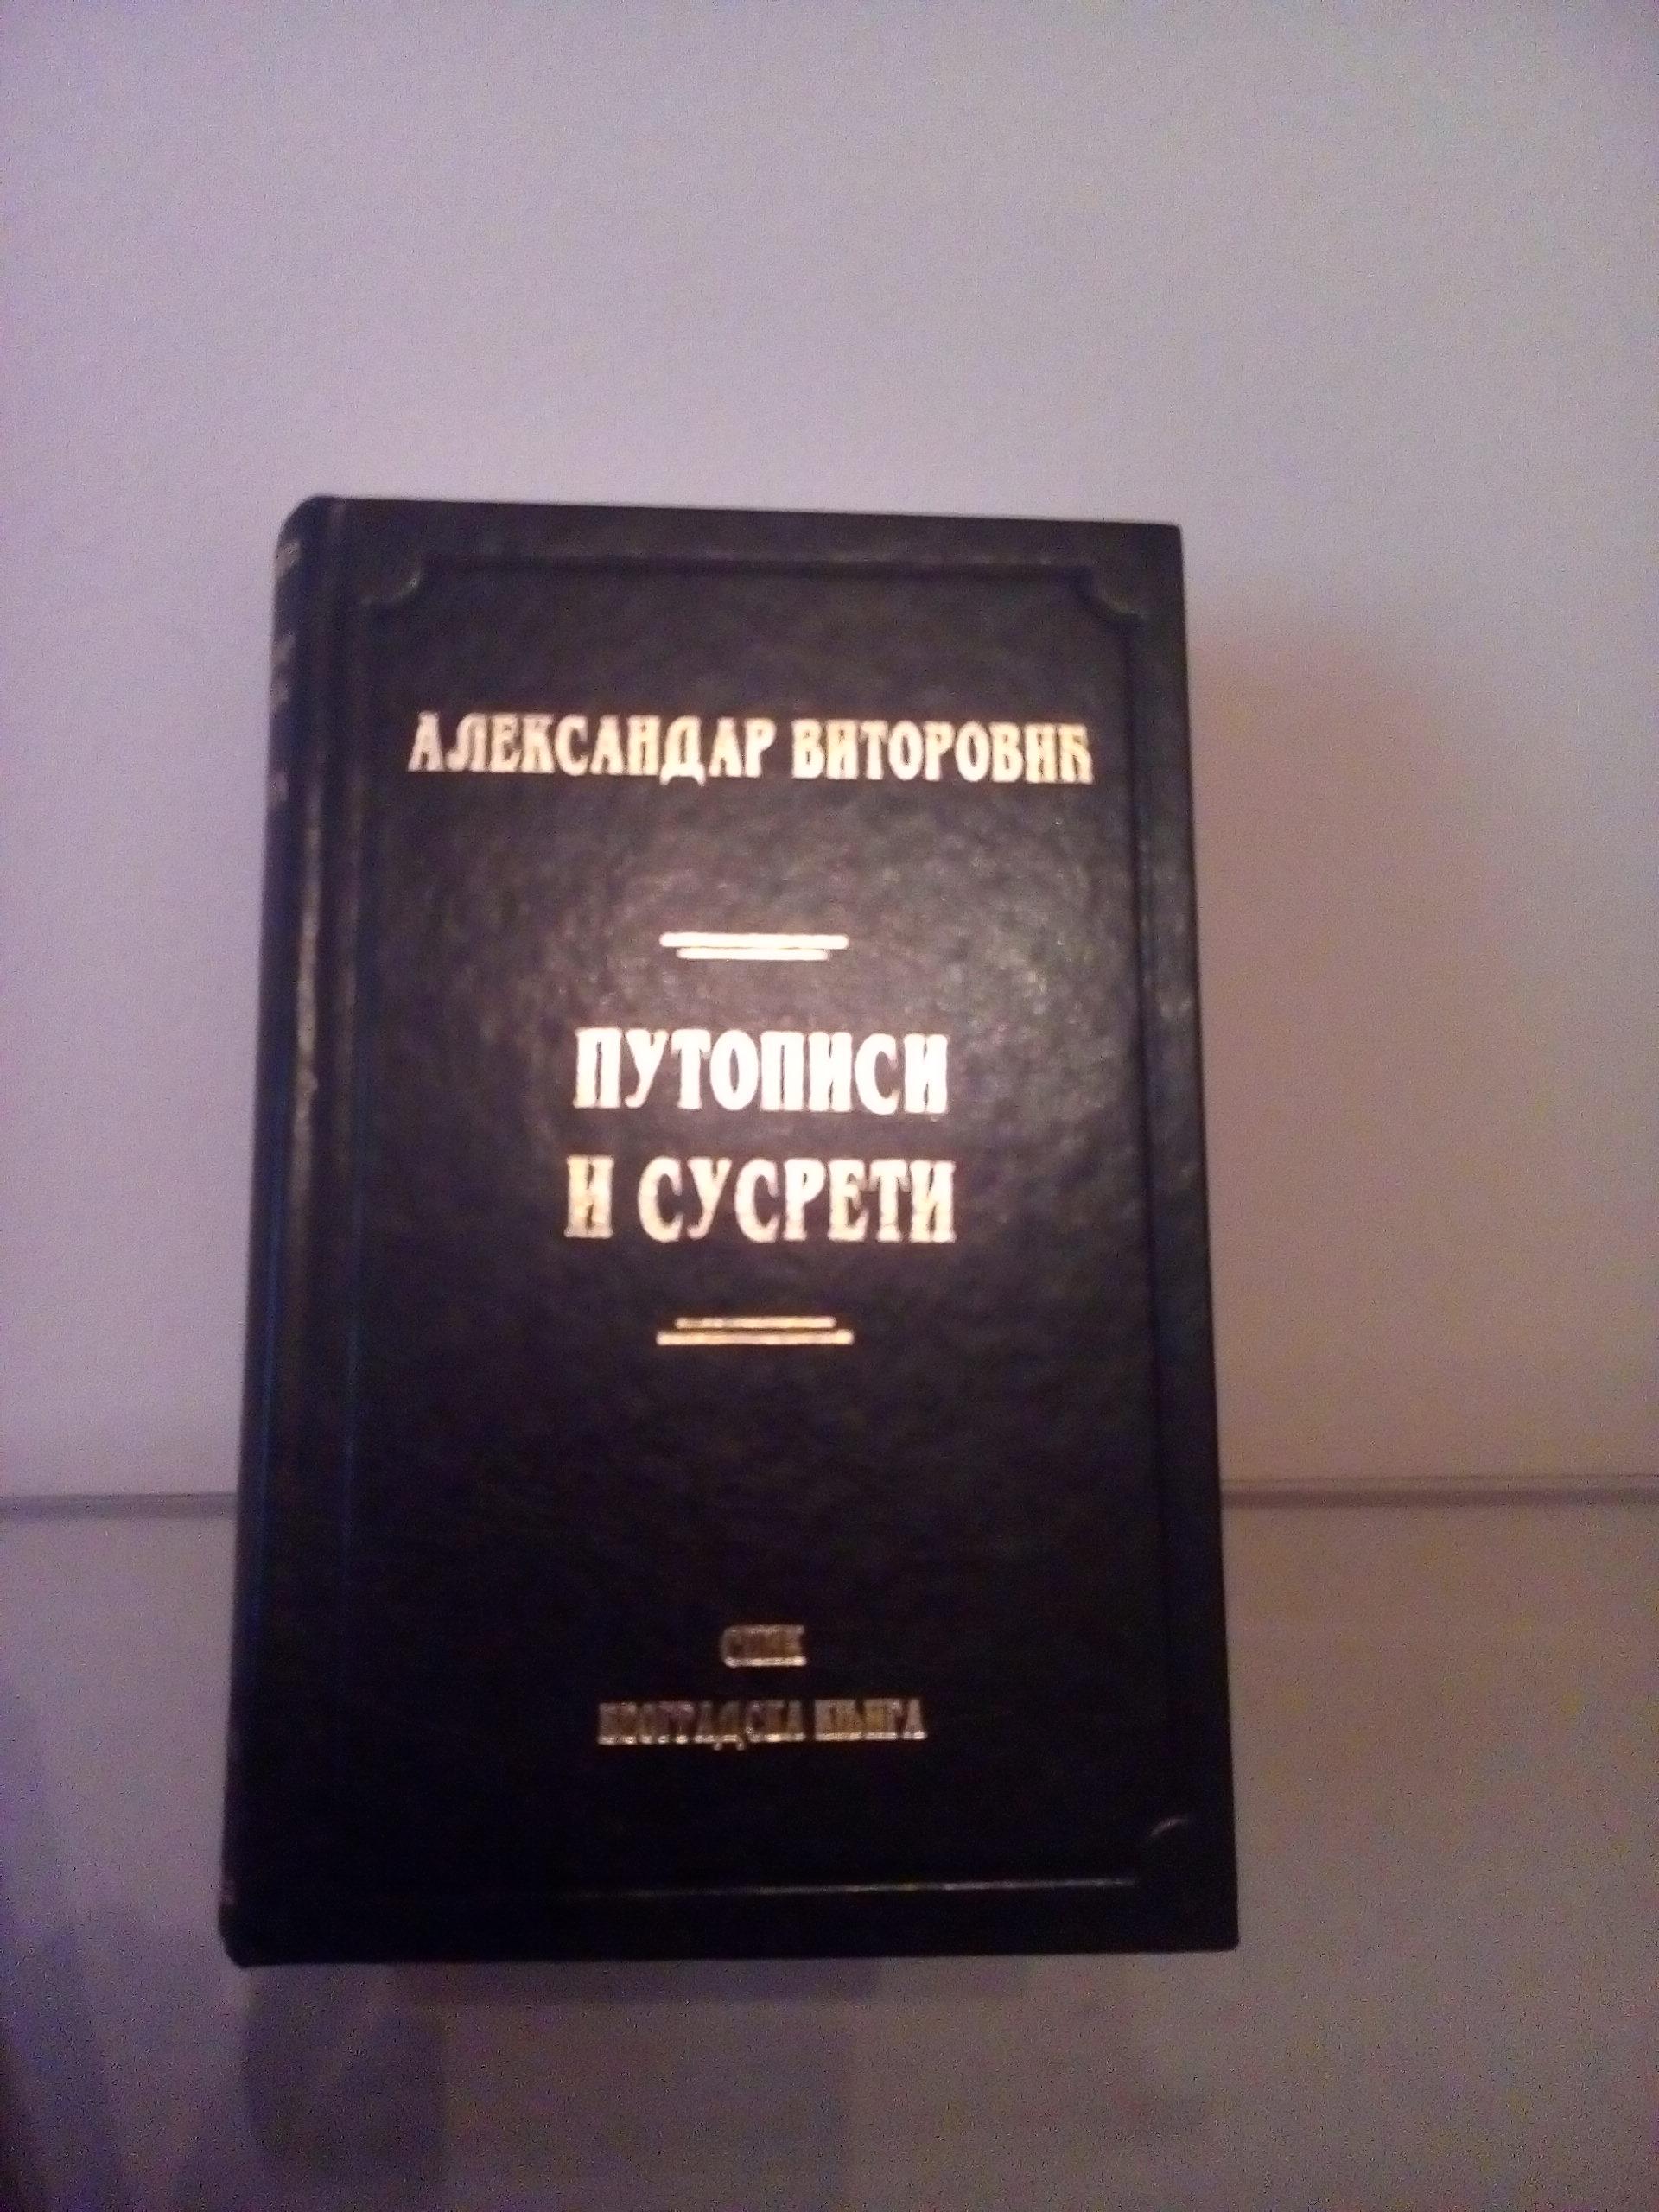 АЛЕКСАНДАР ВИТОРОВИЋ
ПУТОПИСИ
И СУСРЕТИ
БЕОГРАДСКА КЊИГА